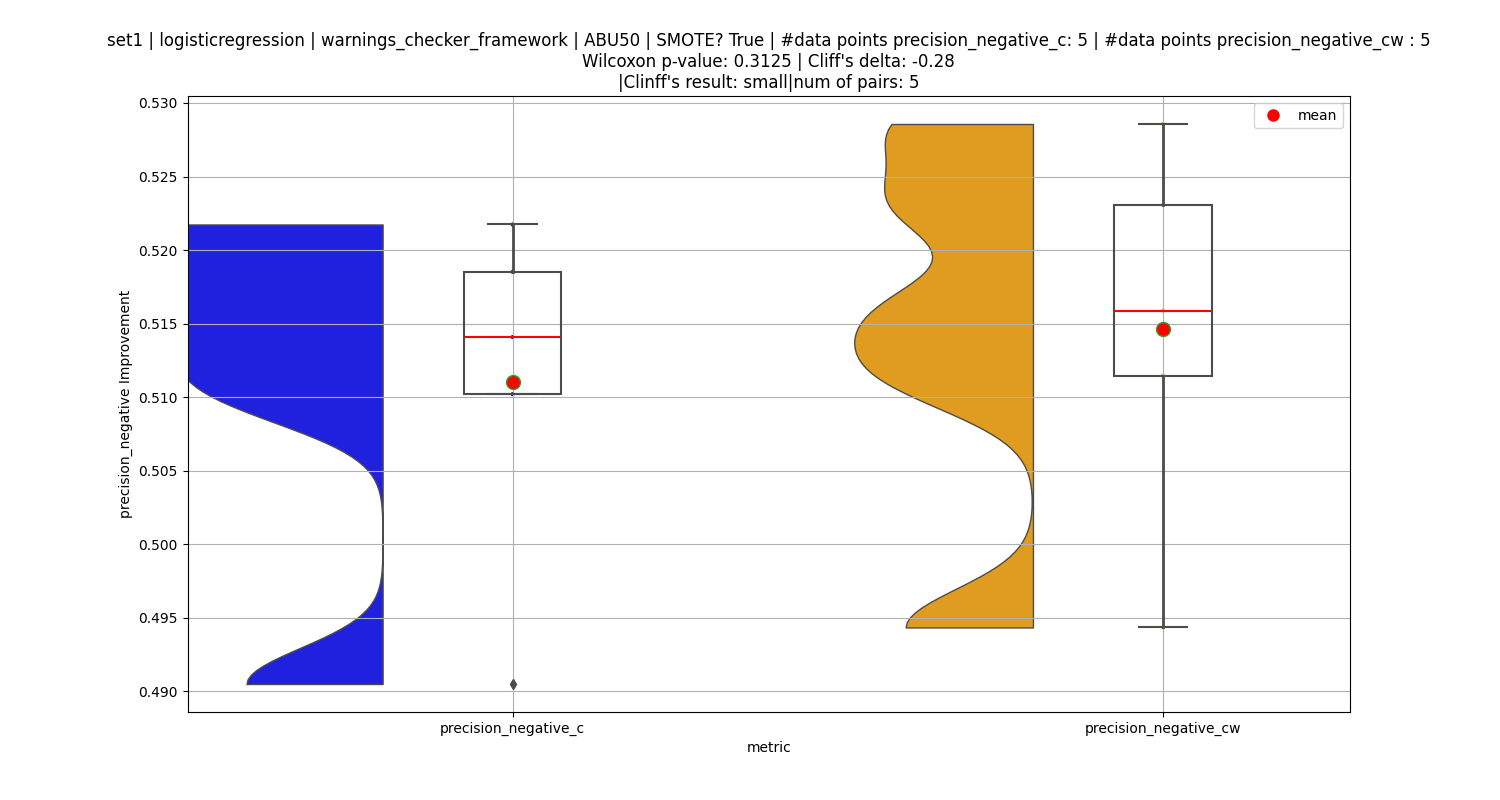 set1 | logisticregression | warnings_checker_framework | ABU50 | SMOTE? True | #data points precision_negative_c: 5 | #data points precision_negative_cw : 5
Wilcoxon p-value: 0.3125 | Cliff's delta: -0.28
|Clinff's result: small|num of pairs: 5
mean
0.530
0.525
0.520
0.515
0.510
0.505
0.500
0.495
0.490
precision_negative Improvement
precision_negative_c
precision_negative_cw
metric